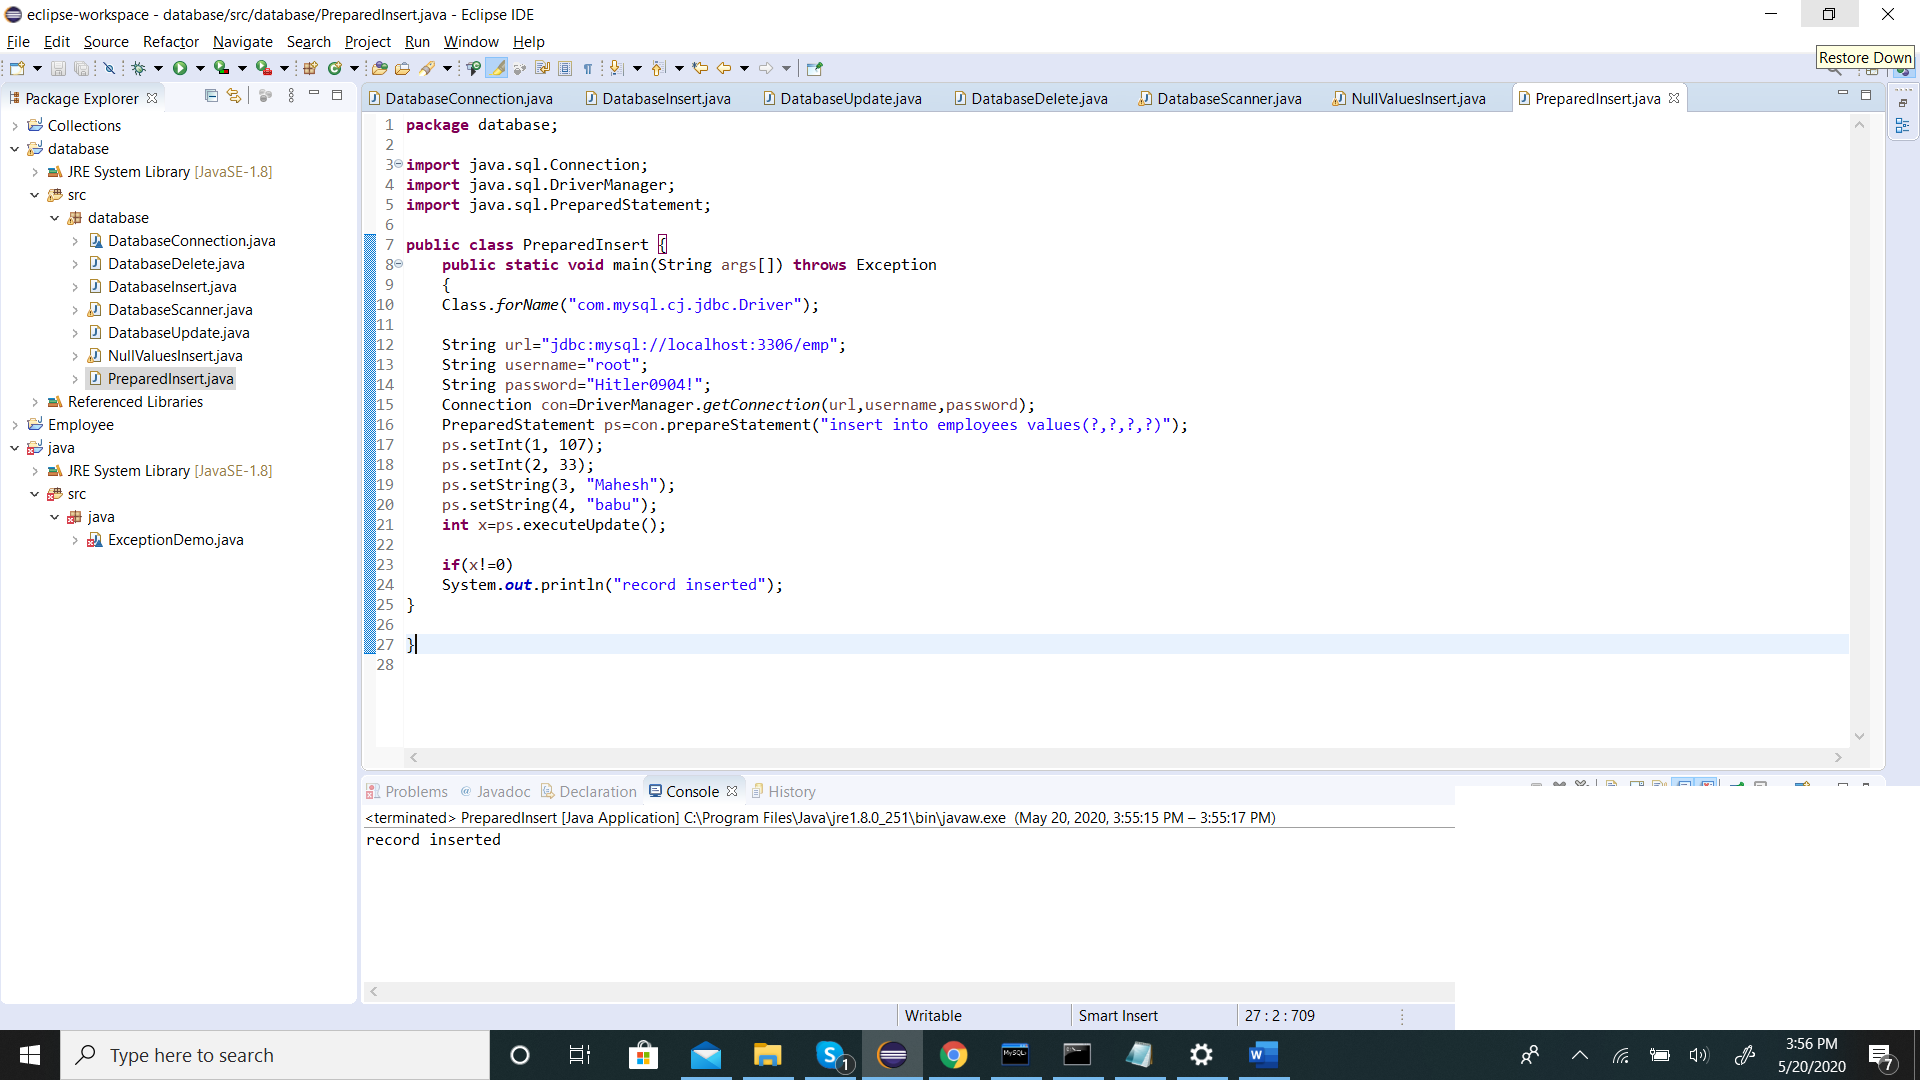 eclipse-workspace - database/src/database/PreparedInsert.java - Eclipse IDE
File Edit Source Refactor Navigate Search Project Run Window Help
Restore Down
Package Explorer
Collections
database
JRE System Library [JavaSE-1.8]
src
database
DatabaseConnection.java
DatabaseDelete.java
DatabaseInsert.java
DatabaseScanner.java
DatabaseUpdate.java
NullValuesInsert.java
PreparedInsert.java
Referenced Libraries
Employee
java
JRE System Library [JavaSE-1.8]
src
java
ExceptionDemo.java
DatabaseConnection.java DatabaseInsert.java DatabaseUpdate.java DatabaseDelete.java DatabaseScanner.java NullValuesInsert.java PreparedInsert.java
1 package database;
2
3 import java.sql.Connection;
4 import java.sql.DriverManager;
5 import java.sql.PreparedStatement;
6
7 public class PreparedInsert {
8 public static void main(String args[]) throws Exception
9 {
10 Class.forName("com.mysql.cj.jdbc.Driver");
11
12 String url="jdbc:mysql://localhost:3306/emp";
13 String username="root";
14 String password="Hitler0904!";
15 Connection con=DriverManager.getConnection(url,username,password);
16 PreparedStatement ps=con.prepareStatement("insert into employees values(?,?,?,?)");
17 ps.setInt(1, 107);
18 ps.setInt(2, 33);
19 ps.setString(3, "Mahesh");
20 ps.setString(4, "babu");
21 int x=ps.executeUpdate();
22
23 if(x!=0)
24 System.out.println("record inserted");
25 }
26
27 }
28
Problems @ Javadoc Declaration Console History
<terminated> PreparedInsert [Java Application] C:\Program Files\Java\jre1.8.0_251\bin\javaw.exe (May 20, 2020, 3:55:15 PM – 3:55:17 PM)
record inserted
Writable Smart Insert 27 : 2 : 709
Type here to search
1
MySQL
3:56 PM
5/20/2020
7